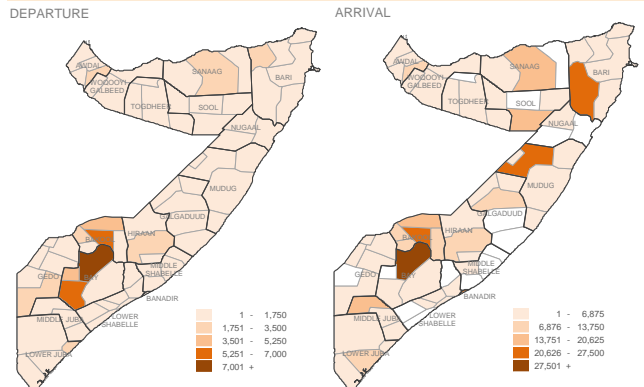 DEPARTURE
AWDAL
WOQOOYI
GALBEED
TOGDHEER
SANAAG
SOOL
BARI
NUGAAL
MUDUG
GALGADUUD
HIRAAN
GEDO
BAY
MIDDLE
SHABELLE
BANADIR
LOWER
SHABELLE
MIDDLE JUBA
LOWER JUBA
1 - 1,750
1,751 - 3,500
3,501 - 5,250
5,251 - 7,000
7,001 +
ARRIVAL
AWDAL
WOQOOYI
GALBEED
TOGDHEER
SANAAG
SOOL
BARI
NUGAAL
MUDUG
GALGADUUD
HIRAAN
GEDO
BAY
MIDDLE
SHABELLE
BANADIR
LOWER
SHABELLE
MIDDLE JUBA
LOWER JUBA
1 - 6,875
6,876 - 13,750
13,751 - 20,625
20,626 - 27,500
27,501 +